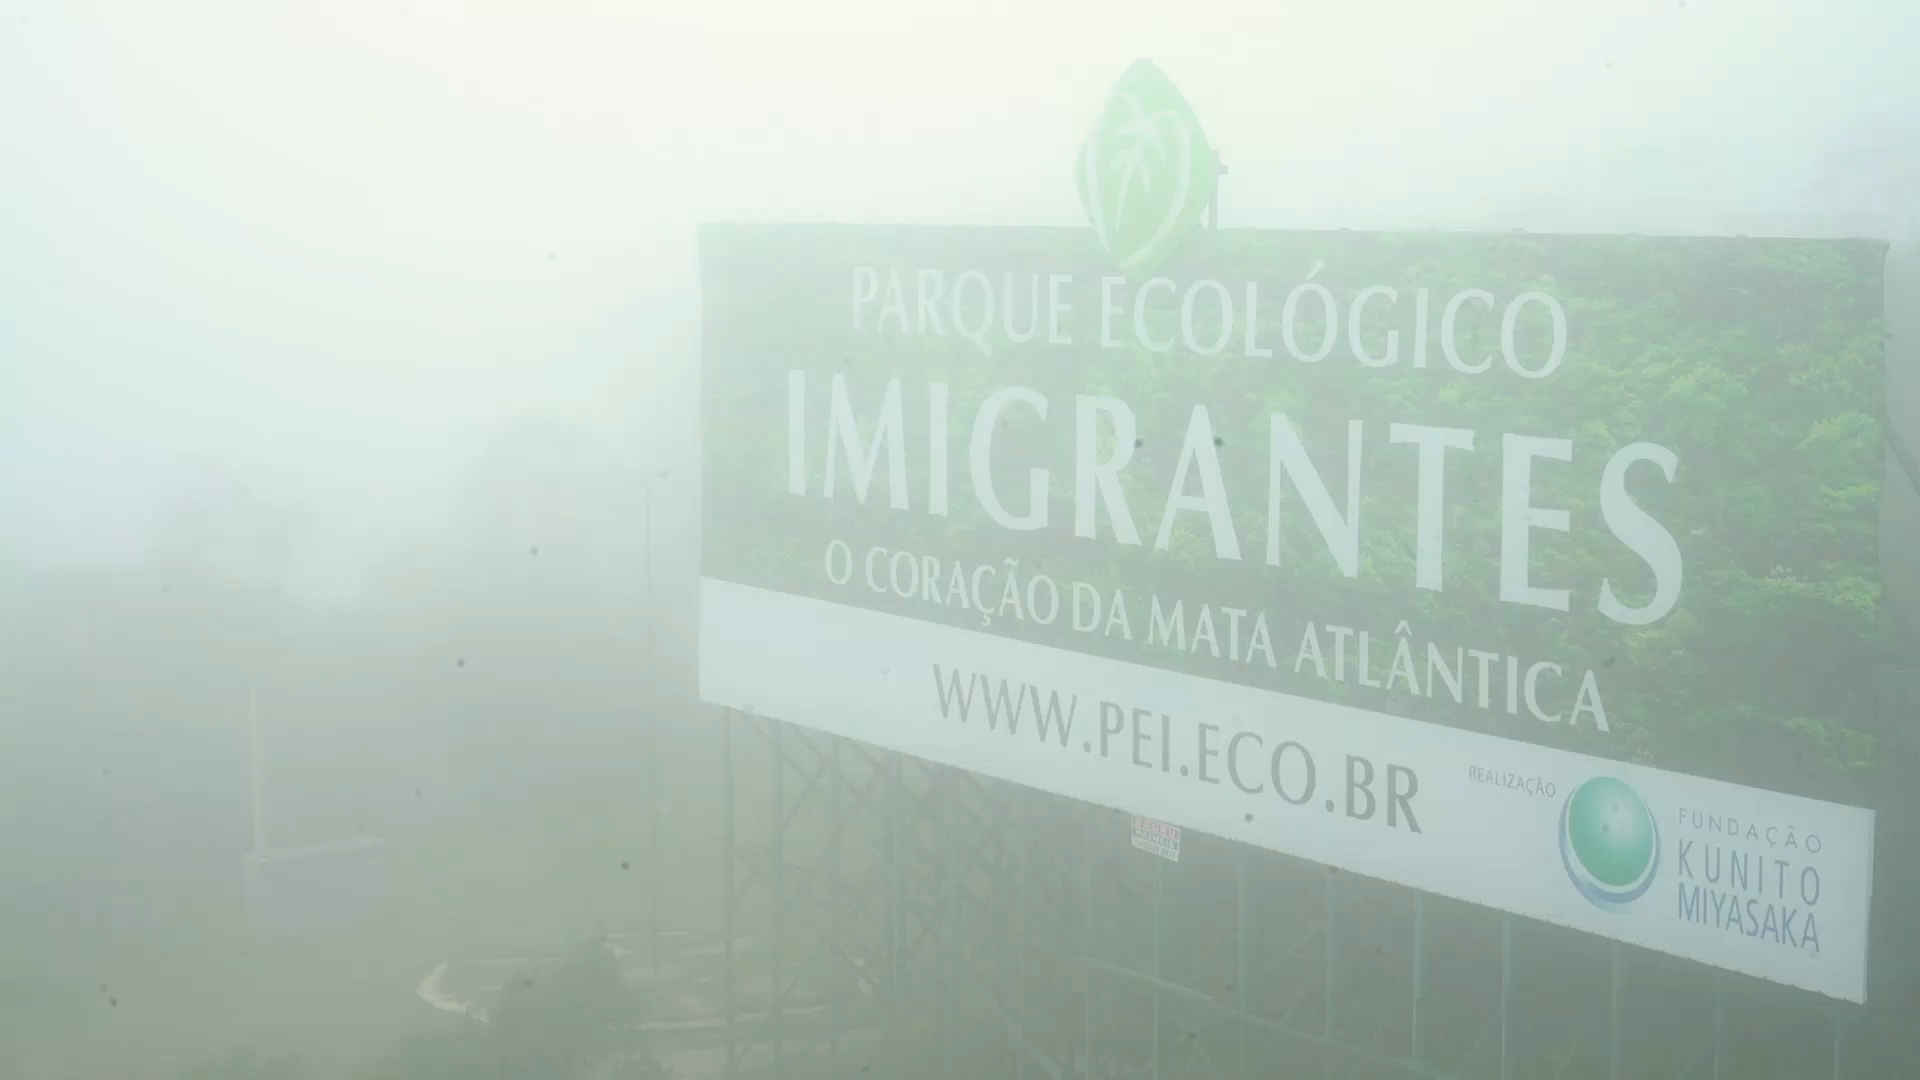 PARQUE ECOLÓGICO
IMIGRANTES
O CORAÇÃO DA MATA ATLÂNTICA
WWW.PEI.ECO.BR
REALIZAÇÃO
FUNDAÇÃO
KUNITO
MIYASAKA